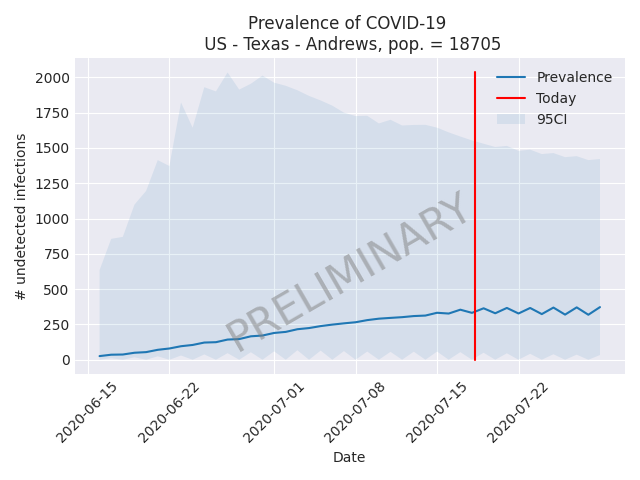 Prevalence of COVID-19
US - Texas - Andrews, pop. = 18705
Prevalence
Today
95CI
2000
1750
1500
1250
1000
750
500
250
0
# undetected infections
PRELIMINARY
2020-06-15
2020-06-22
2020-07-01
2020-07-08
2020-07-15
2020-07-22
Date